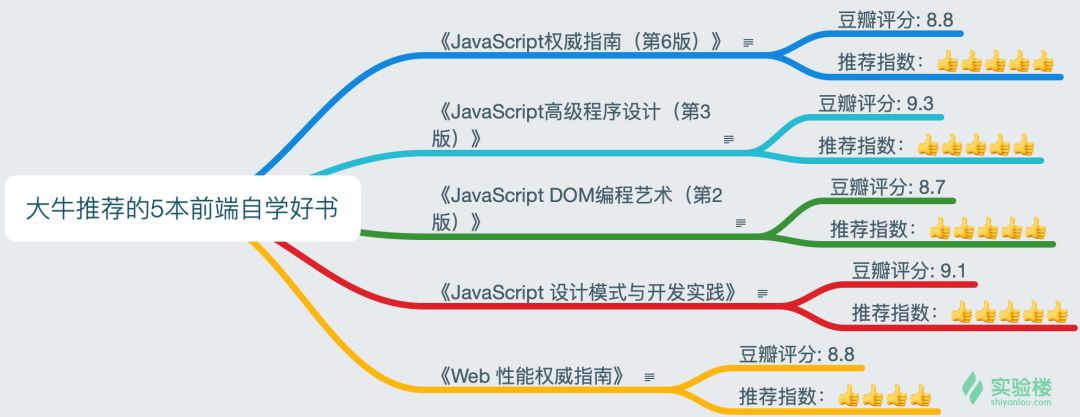 大牛推荐的5本前端自学好书
《JavaScript权威指南（第6版）》
豆瓣评分: 8.8
推荐指数：👍👍👍👍👍
《JavaScript高级程序设计（第3
版）》
豆瓣评分: 9.3
推荐指数：👍👍👍👍👍
《JavaScript DOM编程艺术（第2
版）》
豆瓣评分: 8.7
推荐指数：👍👍👍👍👍
《JavaScript 设计模式与开发实践》
豆瓣评分: 9.1
推荐指数：👍👍👍👍👍
《Web 性能权威指南》
豆瓣评分: 8.8
推荐指数：👍👍👍👍
实验楼
shiyanlou.com